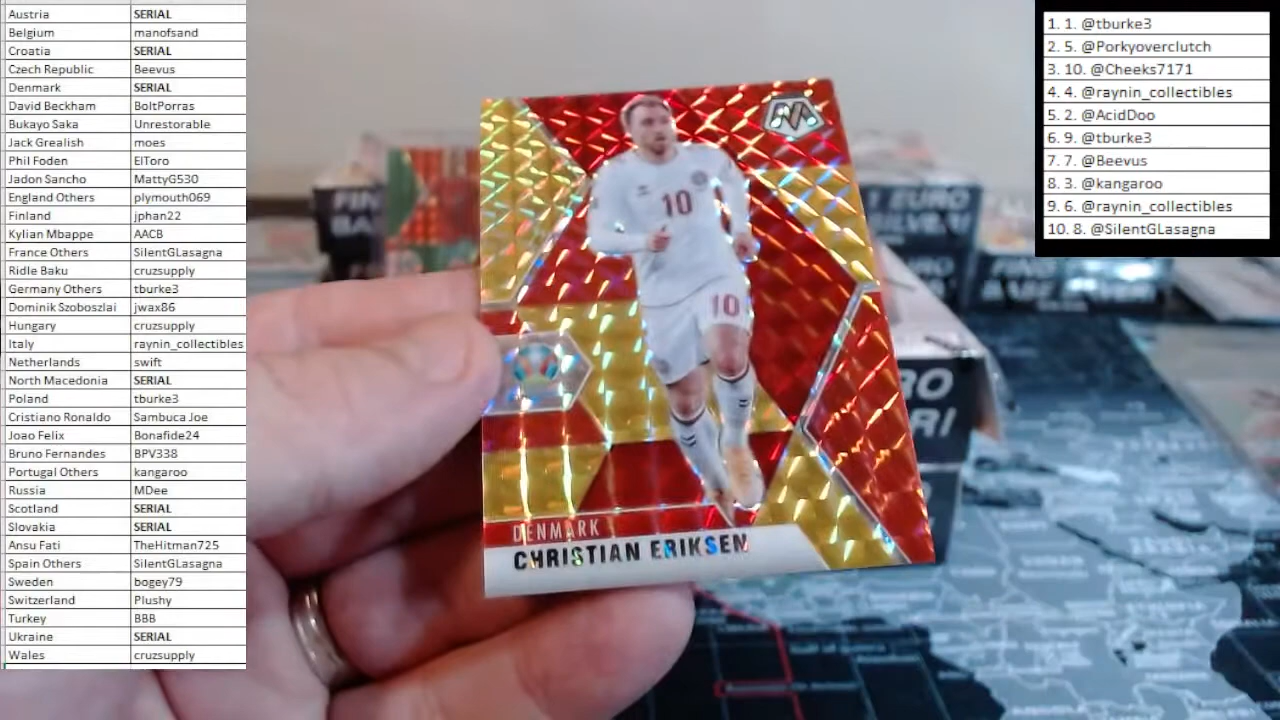 Austria SERIAL
Belgium manofsand
Croatia SERIAL
Czech Republic Beevus
Denmark SERIAL
David Beckham BoltPorras
Bukayo Saka Unrestorable
Jack Grealish moes
Phil Foden ElToro
Jadon Sancho MattyG530
England Others plymouth069
Finland jphan22
Kylian Mbappe AACB
France Others SilentGLasagna
Ridle Baku cruzsupply
Germany Others tburke3
Dominik Szoboszlai jwax86
Hungary cruzsupply
Italy raynin_collectibles
Netherlands swift
North Macedonia SERIAL
Poland tburke3
Cristiano Ronaldo Sambuca Joe
Joao Felix Bonafide24
Bruno Fernandes BPV338
Portugal Others kangaroo
Russia MDee
Scotland SERIAL
Slovakia SERIAL
Ansu Fati TheHitman725
Spain Others SilentGLasagna
Sweden bogey79
Switzerland Plushy
Turkey BBB
Ukraine SERIAL
Wales cruzsupply
1. 1. @tburke3
2. 5. @Porkyoverclutch
3. 10. @Cheeks7171
4. 4. @raynin_collectibles
5. 2. @AcidDoo
6. 9. @tburke3
7. 7. @Beevus
8. 3. @kangaroo
9. 6. @raynin_collectibles
10. 8. @SilentGLasagna
10
10
DENMARK
CHRISTIAN ERIKSEN
EURO